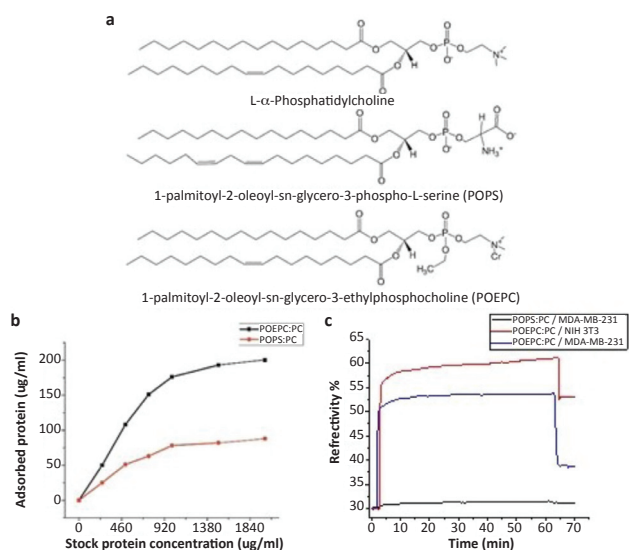 a
L-α-Phosphatidylcholine
1-palmitoyl-2-oleoyl-sn-glycero-3-phospho-L-serine (POPS)
1-palmitoyl-2-oleoyl-sn-glycero-3-ethylphosphocholine (POEPC)
b
POEPC:PC
POPS:PC
Adsorbed protein (ug/ml)
200
150
100
50
0
0 460 920 1380 1840
Stock protein concentration (ug/ml)
c
POPS:PC / MDA-MB-231
POEPC:PC / NIH 3T3
POEPC:PC / MDA-MB-231
Refrectivity %
65
60
55
50
45
40
35
30
0 10 20 30 40 50 60 70
Time (min)